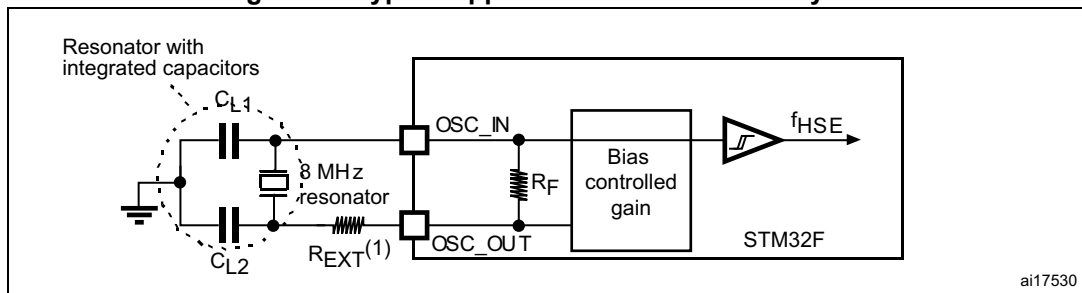 Resonator with
integrated capacitors
CL1
OSC_IN
fHSE
8 MHz
resonator
RF
Bias
controlled
gain
REXT(1)
OSC_OUT
STM32F
CL2
ai17530